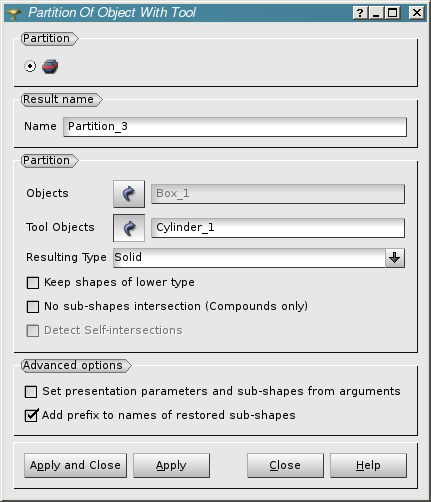 Partition Of Object With Tool
Partition
Result name
Name Partition_3
Partition
Objects Box_1
Tool Objects Cylinder_1
Resulting Type Solid
Keep shapes of lower type
No sub-shapes intersection (Compounds only)
Detect Self-intersections
Advanced options
Set presentation parameters and sub-shapes from arguments
Add prefix to names of restored sub-shapes
Apply and Close Apply Close Help